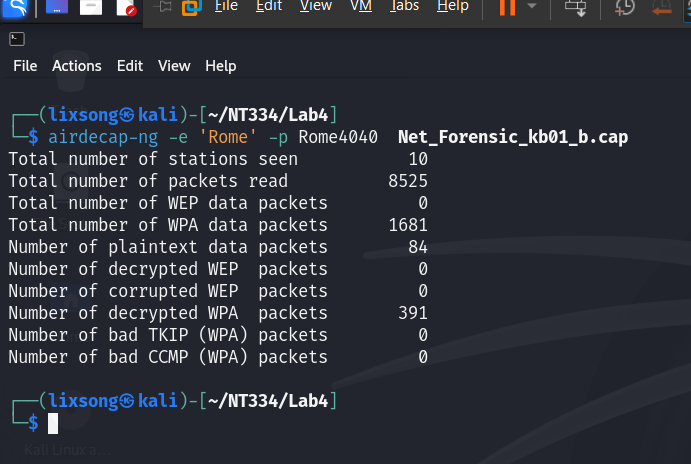 File Edit View VM Tabs Help
File Actions Edit View Help
┌──(lixsong㉿kali)-[~/NT334/Lab4]
└─$ airdecap-ng -e 'Rome' -p Rome4040  Net_Forensic_kb01_b.cap
Total number of stations seen           10
Total number of packets read          8525
Total number of WEP data packets         0
Total number of WPA data packets      1681
Number of plaintext data packets        84
Number of decrypted WEP  packets         0
Number of corrupted WEP  packets         0
Number of decrypted WPA  packets       391
Number of bad TKIP (WPA) packets         0
Number of bad CCMP (WPA) packets         0
┌──(lixsong㉿kali)-[~/NT334/Lab4]
└─$
Kali Linux a...